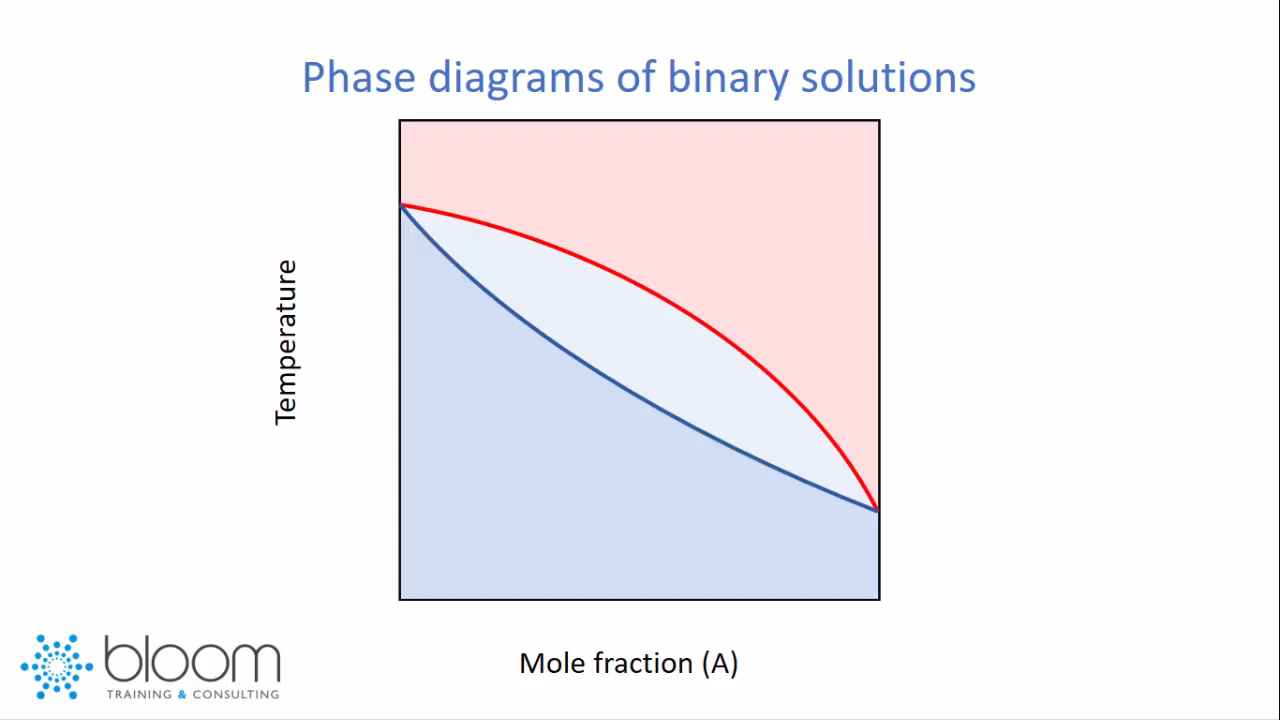 Phase diagrams of binary solutions
Temperature
Mole fraction (A)
bloom
TRAINING & CONSULTING